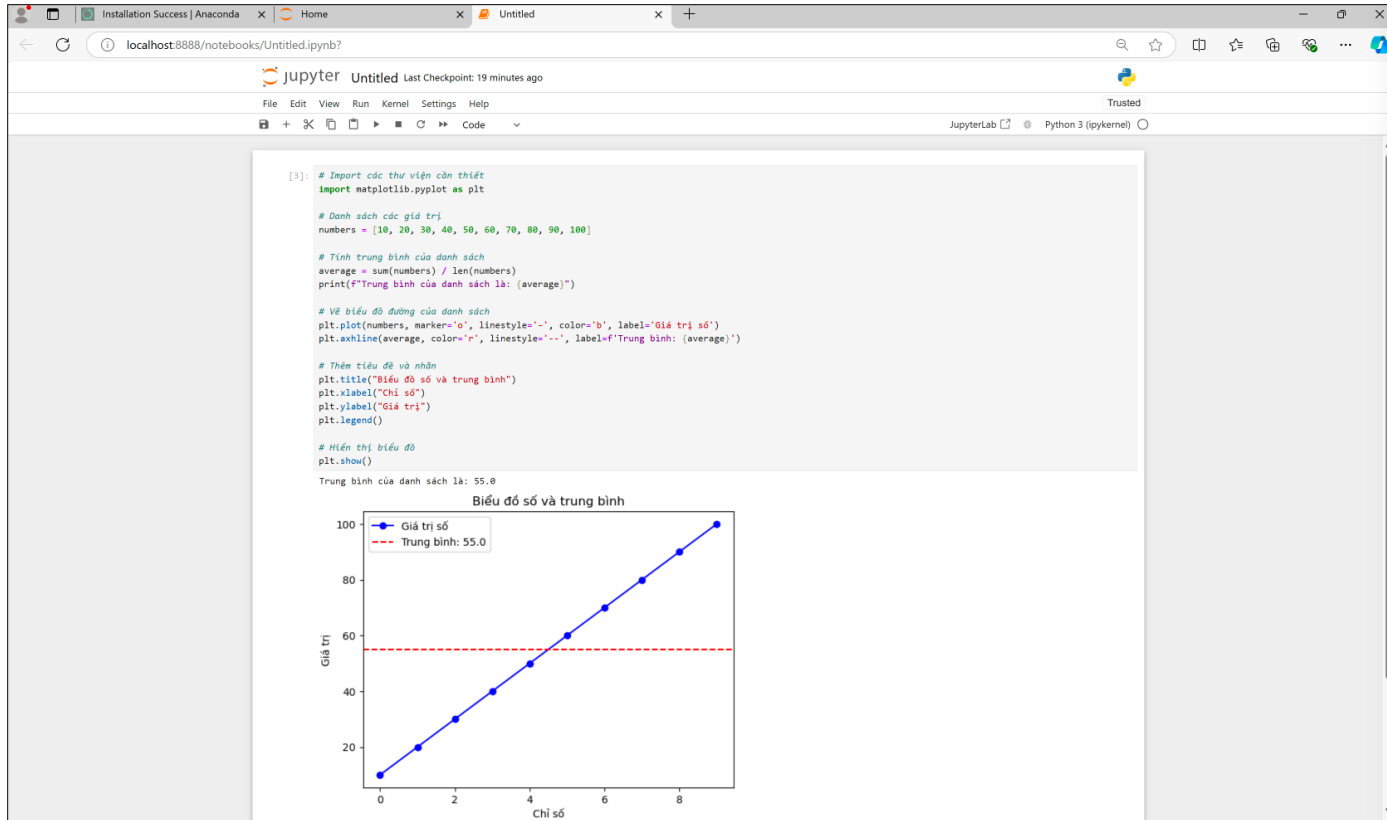 Installation Success | Anaconda
Home
Untitled
localhost:8888/notebooks/Untitled.ipynb?
jupyter Untitled Last Checkpoint: 19 minutes ago
File Edit View Run Kernel Settings Help
Trusted
Code
JupyterLab
Python 3 (ipykernel)
[3]:
# Import các thư viện cần thiết
import matplotlib.pyplot as plt
# Danh sách các giá trị
numbers = [10, 20, 30, 40, 50, 60, 70, 80, 90, 100]
# Tính trung bình của danh sách
average = sum(numbers) / len(numbers)
print(f"Trung bình của danh sách là: {average}")
# Vẽ biểu đồ đường của danh sách
plt.plot(numbers, marker='o', linestyle='-', color='b', label='Giá trị số')
plt.axhline(average, color='r', linestyle='--', label=f'Trung bình: {average}')
# Thêm tiêu đề và nhãn
plt.title("Biểu đồ số và trung bình")
plt.xlabel("Chỉ số")
plt.ylabel("Giá trị")
plt.legend()
# Hiển thị biểu đồ
plt.show()
Trung bình của danh sách là: 55.0
Biểu đồ số và trung bình
Giá trị số
Trung bình: 55.0
100
80
60
40
20
Giá trị
0 2 4 6 8
Chỉ số